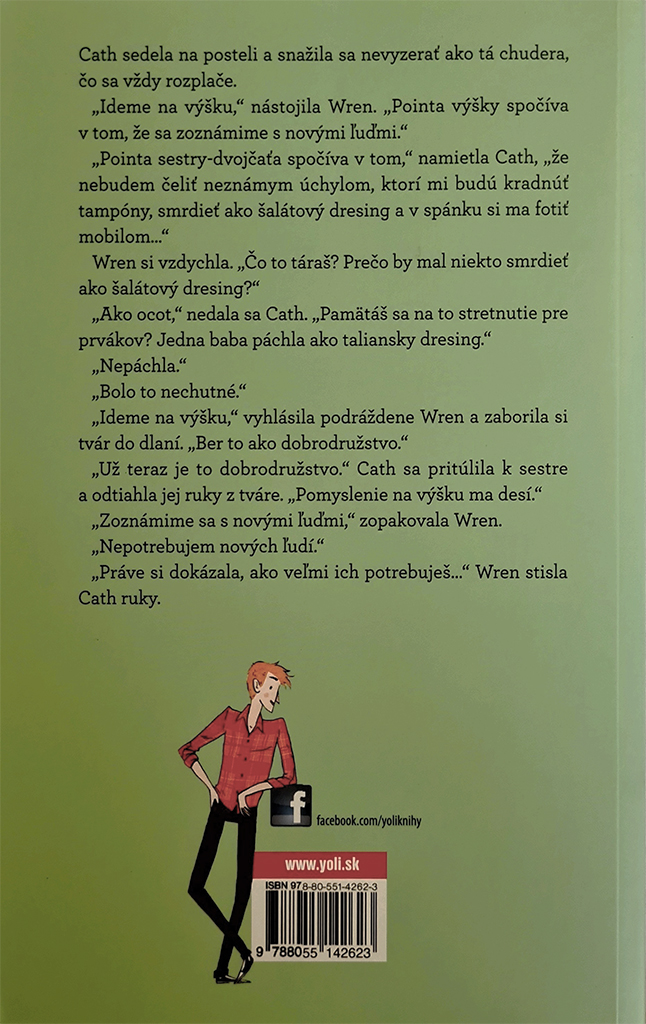 Cath sedela na posteli a snažila sa nevyzerať ako tá chudera,
čo sa vždy rozplače.
„Ideme na výšku,“ nástojila Wren. „Pointa výšky spočíva
v tom, že sa zoznámime s novými ľuďmi.“
„Pointa sestry-dvojčaťa spočíva v tom,“ namietla Cath, „že
nebudem čeliť neznámym úchylom, ktorí mi budú kradnúť
tampóny, smrdieť ako šalátový dresing a v spánku si ma fotiť
mobilom...“
Wren si vzdychla. „Čo to táraš? Prečo by mal niekto smrdieť
ako šalátový dresing?“
„Ako ocot,“ nedala sa Cath. „Pamätáš sa na to stretnutie pre
prvákov? Jedna baba páchla ako taliansky dresing.“
„Nepáchla.“
„Bolo to nechutné.“
„Ideme na výšku,“ vyhlásila podráždene Wren a zaborila si
tvár do dlaní. „Ber to ako dobrodružstvo.“
„Už teraz je to dobrodružstvo.“ Cath sa pritúlila k sestre
a odtiahla jej ruky z tváre. „Pomyslenie na výšku ma desí.“
„Zoznámime sa s novými ľuďmi,“ zopakovala Wren.
„Nepotrebujem nových ľudí.“
„Práve si dokázala, ako veľmi ich potrebuješ...“ Wren stisla
Cath ruky.
f
facebook.com/yoliknihy
www.yoli.sk
ISBN 978-80-551-4262-3
9 788055 142623